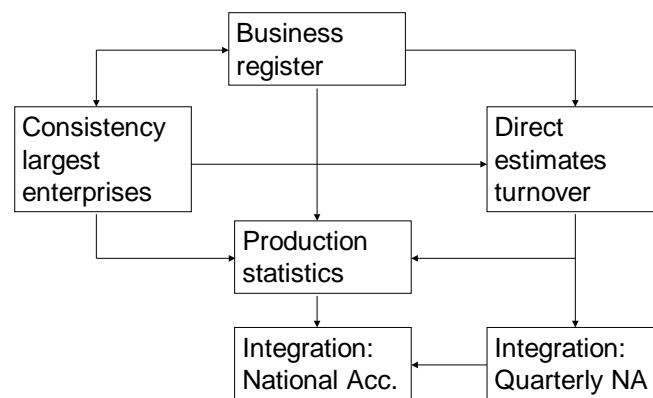 Business
register
Consistency
largest
enterprises
Direct
estimates
turnover
Production
statistics
Integration:
National Acc.
Integration:
Quarterly NA